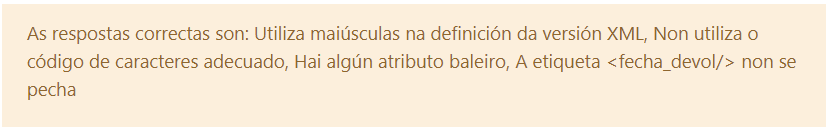 As respostas correctas son: Utiliza maiúsculas na definición da versión XML, Non utiliza o
código de caracteres adecuado, Hai algún atributo baleiro, A etiqueta <fecha_devol/> non se
pecha